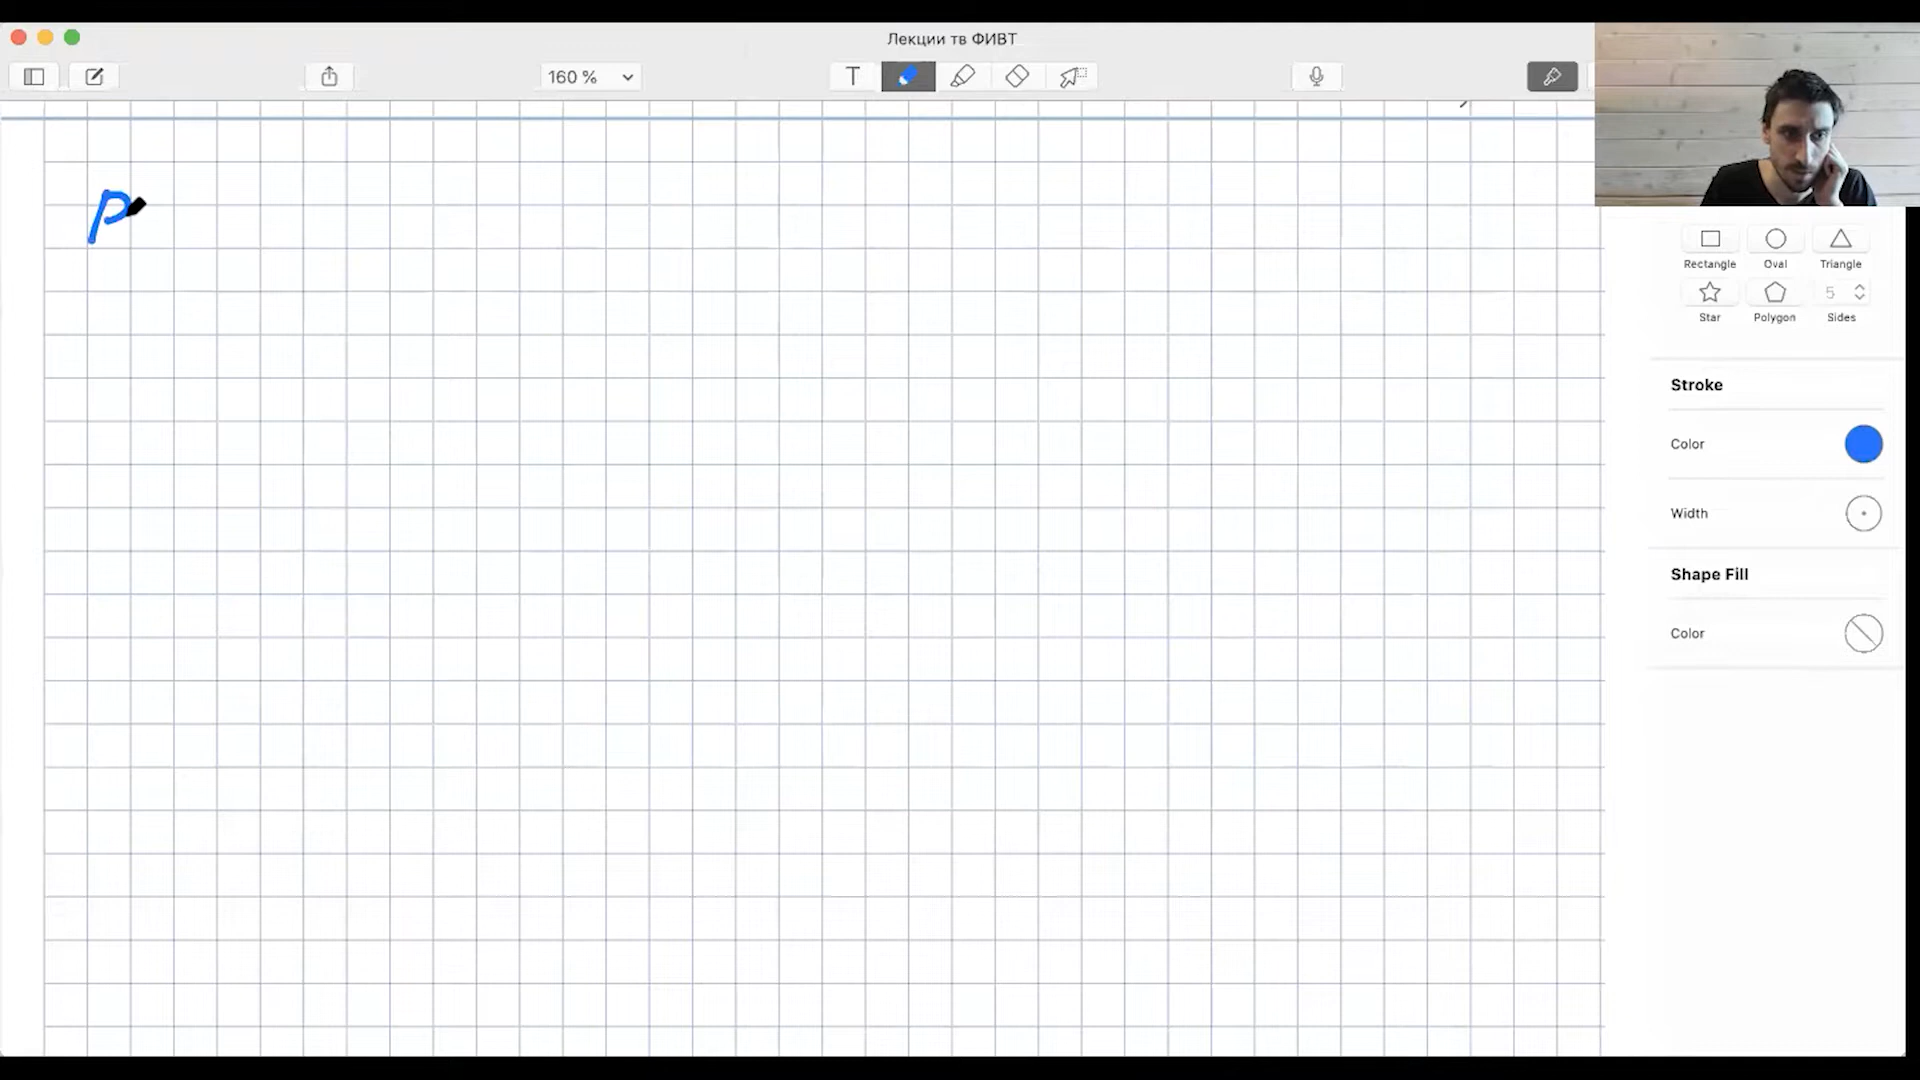 Лекции тв ФИВТ
160 %
T
P
Rectangle
Oval
Triangle
5
Star
Polygon
Sides
Stroke
Color
Width
Shape Fill
Color